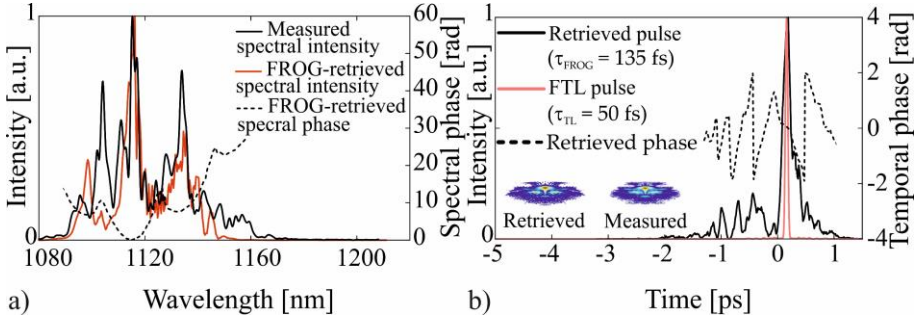 Intensity [a.u.]
1
0
1080
1120
1160
1200
Wavelength [nm]
60
50
40
30
20
10
0
Spectral phase [rad]
Measured
spectral intensity
FROG-retrieved
spectral intensity
FROG-retrieved
specral phase
a)
Intensity [a.u.]
1
0
-5
-4
-3
-2
-1
0
1
Time [ps]
4
2
0
-2
-4
Temporal phase [rad]
Retrieved pulse
(τFROG = 135 fs)
FTL pulse
(τTL = 50 fs)
Retrieved phase
Retrieved
Measured
b)